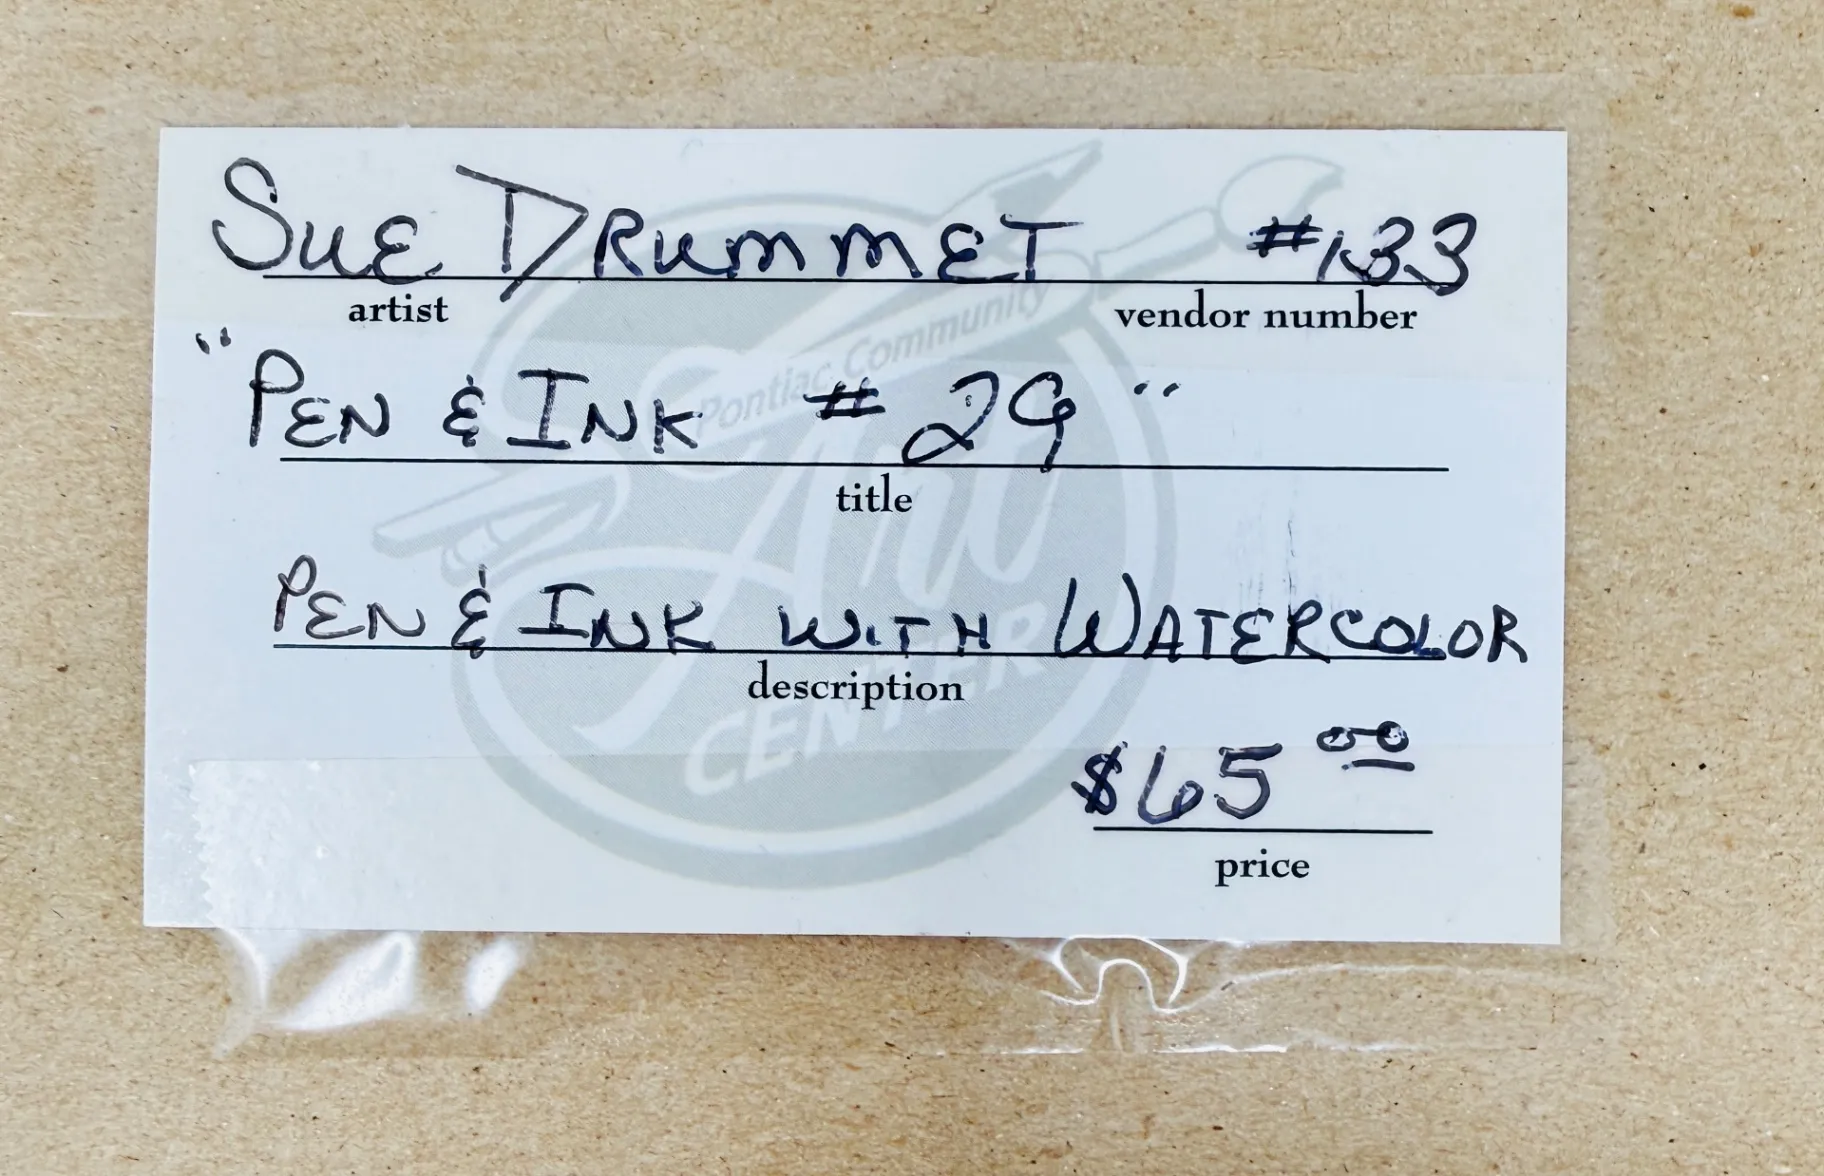 SUE DRUMMET #133
artist vendor number
"PEN & INK # 29"
title
PEN & INK WITH WATERCOLOR
description
$65 00
price
Pontiac Community
Art
CENTER